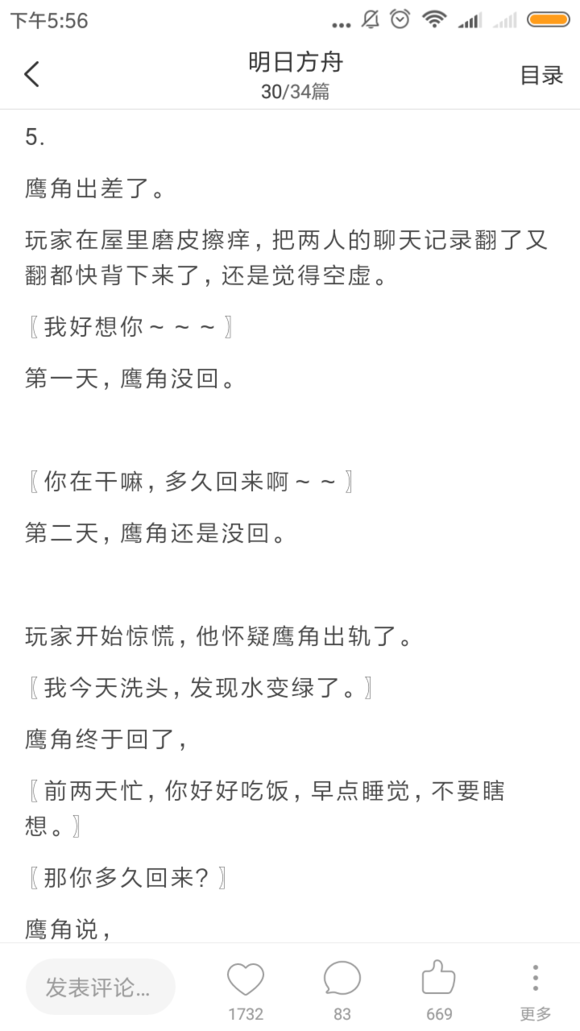 下午5:56
明日方舟
30/34篇
目录
5.
鹰角出差了。
玩家在屋里磨皮擦痒，把两人的聊天记录翻了又
翻都快背下来了，还是觉得空虚。
〖我好想你～～～〗
第一天，鹰角没回。
〖你在干嘛，多久回来啊～～〗
第二天，鹰角还是没回。
玩家开始惊慌，他怀疑鹰角出轨了。
〖我今天洗头，发现水变绿了。〗
鹰角终于回了，
〖前两天忙，你好好吃饭，早点睡觉，不要瞎
想。〗
〖那你多久回来？〗
鹰角说，
发表评论...
1732
83
669
更多